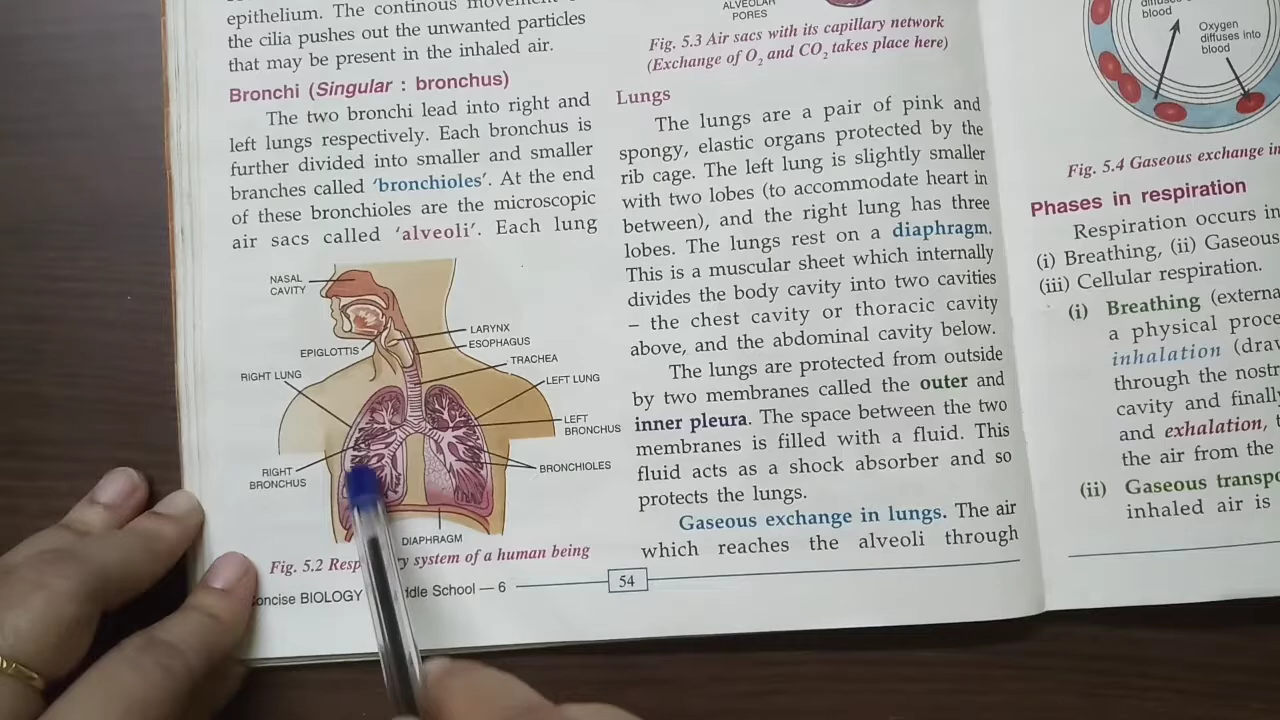 epithelium. The continous movement
the cilia pushes out the unwanted particles
that may be present in the inhaled air.
Bronchi (Singular : bronchus)
The two bronchi lead into right and
left lungs respectively. Each bronchus is
further divided into smaller and smaller
branches called 'bronchioles'. At the end
of these bronchioles are the microscopic
air sacs called 'alveoli'. Each lung
NASAL
CAVITY
LARYNX
ESOPHAGUS
EPIGLOTTIS
TRACHEA
RIGHT LUNG
LEFT LUNG
LEFT
BRONCHUS
RIGHT
BRONCHUS
BRONCHIOLES
DIAPHRAGM
Fig. 5.2 Resp y system of a human being
oncise BIOLOGY ddle School — 6
54
ALVEOLAR
PORES
Fig. 5.3 Air sacs with its capillary network
(Exchange of O₂ and CO₂ takes place here)
Lungs
The lungs are a pair of pink and
spongy, elastic organs protected by the
rib cage. The left lung is slightly smaller
with two lobes (to accommodate heart in
between), and the right lung has three
lobes. The lungs rest on a diaphragm.
This is a muscular sheet which internally
divides the body cavity into two cavities
– the chest cavity or thoracic cavity
above, and the abdominal cavity below.
The lungs are protected from outside
by two membranes called the outer and
inner pleura. The space between the two
membranes is filled with a fluid. This
fluid acts as a shock absorber and so
protects the lungs.
Gaseous exchange in lungs. The air
which reaches the alveoli through
blood
Oxygen
diffuses into
blood
Fig. 5.4 Gaseous exchange in
Phases in respiration
Respiration occurs in
(i) Breathing, (ii) Gaseous
(iii) Cellular respiration.
(i) Breathing (externa
a physical proce
inhalation (draw
through the nostr
cavity and finally
and exhalation,
the air from the
(ii) Gaseous transpo
inhaled air is